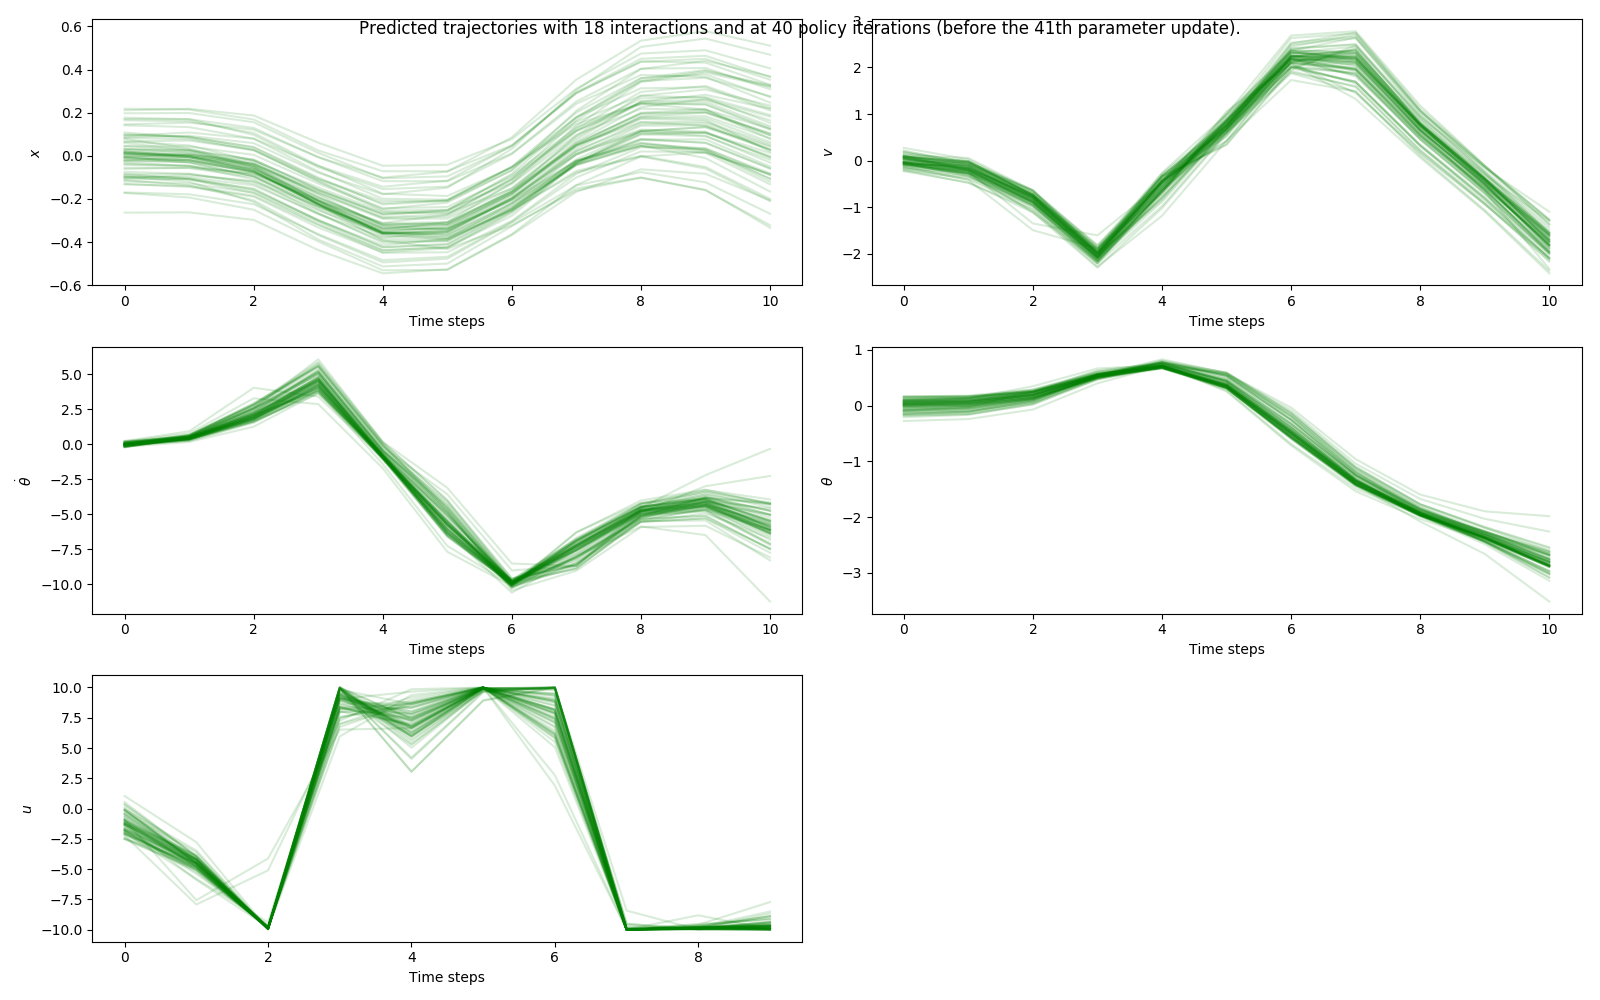 Predicted trajectories with 18 interactions and at 40 policy iterations (before the 41th parameter update).
0.6
0.4
0.2
0.0
−0.2
−0.4
−0.6
x
0 2 4 6 8 10
Time steps
3
2
1
0
−1
−2
v
0 2 4 6 8 10
Time steps
5.0
2.5
0.0
−2.5
−5.0
−7.5
−10.0
θ̇
0 2 4 6 8 10
Time steps
1
0
−1
−2
−3
θ
0 2 4 6 8 10
Time steps
10.0
7.5
5.0
2.5
0.0
−2.5
−5.0
−7.5
−10.0
u
0 2 4 6 8
Time steps